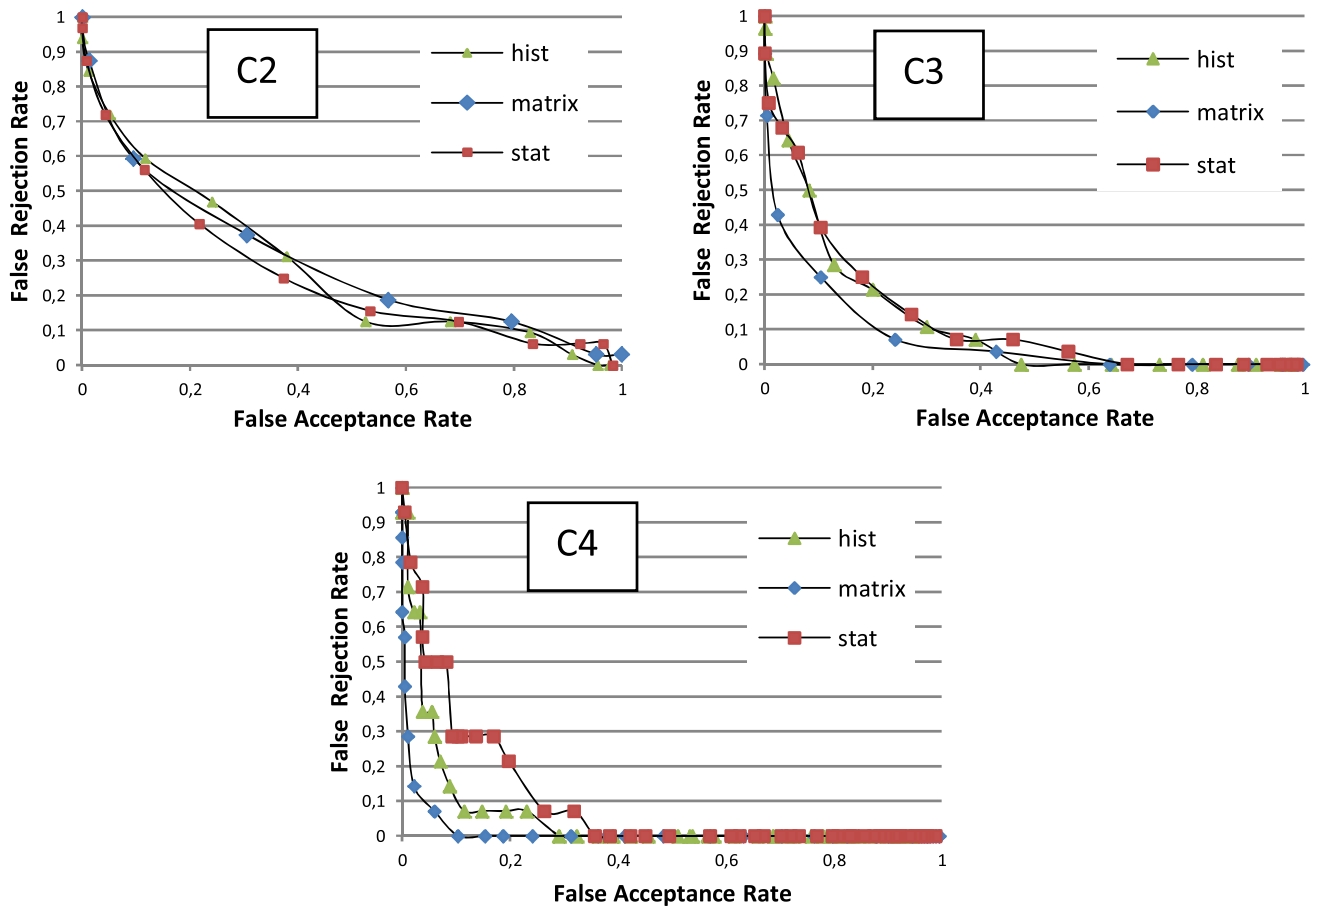 C2
hist
matrix
stat
1
0,9
0,8
0,7
0,6
0,5
0,4
0,3
0,2
0,1
0
0 0,2 0,4 0,6 0,8 1
False Rejection Rate
False Acceptance Rate
C3
hist
matrix
stat
1
0,9
0,8
0,7
0,6
0,5
0,4
0,3
0,2
0,1
0
0 0,2 0,4 0,6 0,8 1
False Rejection Rate
False Acceptance Rate
C4
hist
matrix
stat
1
0,9
0,8
0,7
0,6
0,5
0,4
0,3
0,2
0,1
0
0 0,2 0,4 0,6 0,8 1
False Rejection Rate
False Acceptance Rate